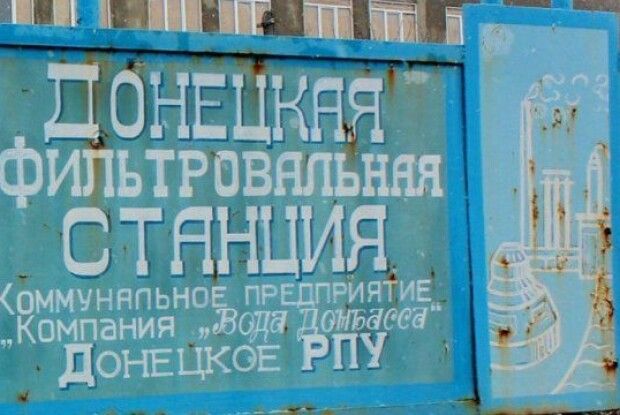 ДОНЕЦКАЯ
ФИЛЬТРОВАЛЬНАЯ
СТАНЦИЯ
КОММУНАЛЬНОЕ ПРЕДПРИЯТИЕ
„КОМПАНИЯ „Вода Донбасса"
ДОНЕЦКОЕ РПУ